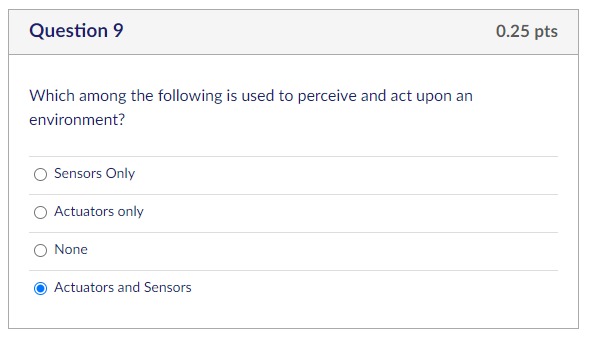 Question 9
0.25 pts
Which among the following is used to perceive and act upon an
environment?
Sensors Only
Actuators only
None
Actuators and Sensors